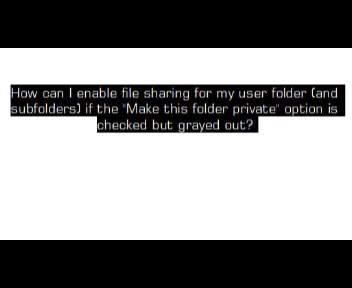 How can I enable file sharing for my user folder (and
subfolders) if the "Make this folder private" option is
checked but grayed out?